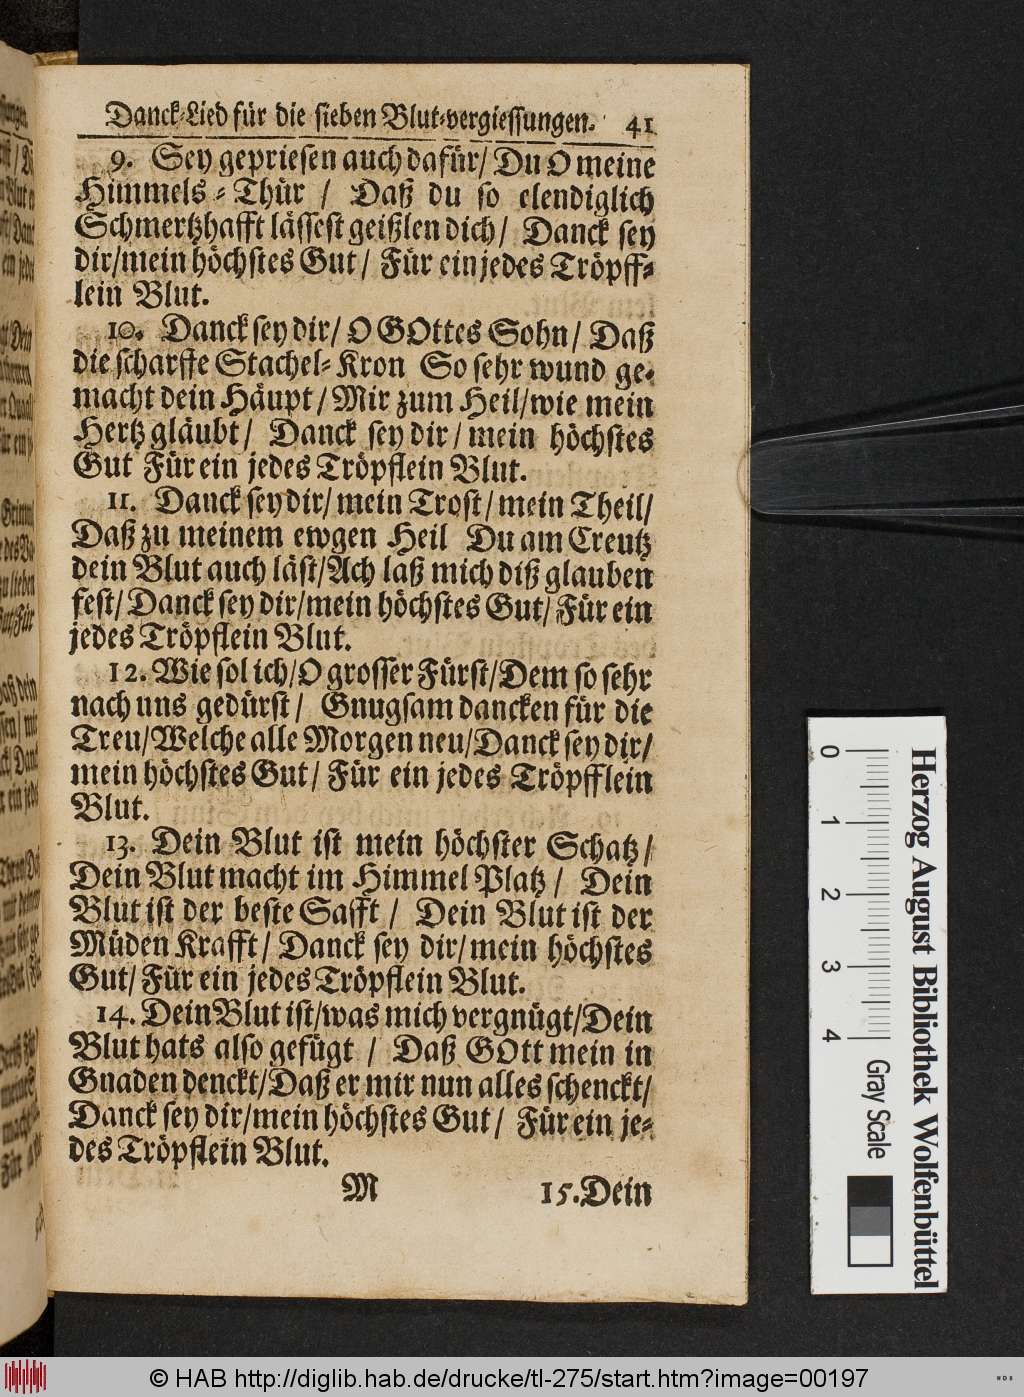 Danck-Lied für die sieben Blut-vergiessungen. 41
9. Sey gepriesen auch dafür/ Du O meine
Himmels-Thür / Daß du so elendiglich
Schmertzhafft lässest geißlen dich/ Danck sey
dir/mein höchstes Gut/ Für ein jedes Tröpff-
lein Blut.
10. Danck sey dir/ O GOttes Sohn/ Daß
die scharffe Stachel-Kron So sehr wund ge-
macht dein Häupt/Mir zum Heil/wie mein
Hertz gläubt/ Danck sey dir/mein höchstes
Gut Für ein jedes Tröpflein Blut.
11. Danck sey dir/mein Trost/mein Theil/
Daß zu meinem ewgen Heil Du am Creutz
dein Blut auch läst/Ach laß mich diß glauben
fest/Danck sey dir/mein höchstes Gut/Für ein
jedes Tröpflein Blut.
12. Wie sol ich/O grosser Fürst/Dem so sehr
nach uns gedürst/ Gnugsam dancken für die
Treu/Welche alle Morgen neu/Danck sey dir/
mein höchstes Gut/ Für ein jedes Tröpfflein
Blut.
13. Dein Blut ist mein höchster Schatz/
Dein Blut macht im Himmel Platz/ Dein
Blut ist der beste Safft/ Dein Blut ist der
Müden Krafft/ Danck sey dir/mein höchstes
Gut/Für ein jedes Tröpflein Blut.
14. Dein Blut ist/was mich vergnügt/Dein
Blut hats also gefügt / Daß GOtt mein in
Gnaden denckt/Daß er mir nun alles schenckt/
Danck sey dir/mein höchstes Gut/ Für ein je-
des Tröpflein Blut.
M 15. Dein
0 1 2 3 4 Gray Scale
Herzog August Bibliothek Wolfenbüttel
© HAB http://diglib.hab.de/drucke/tl-275/start.htm?image=00197